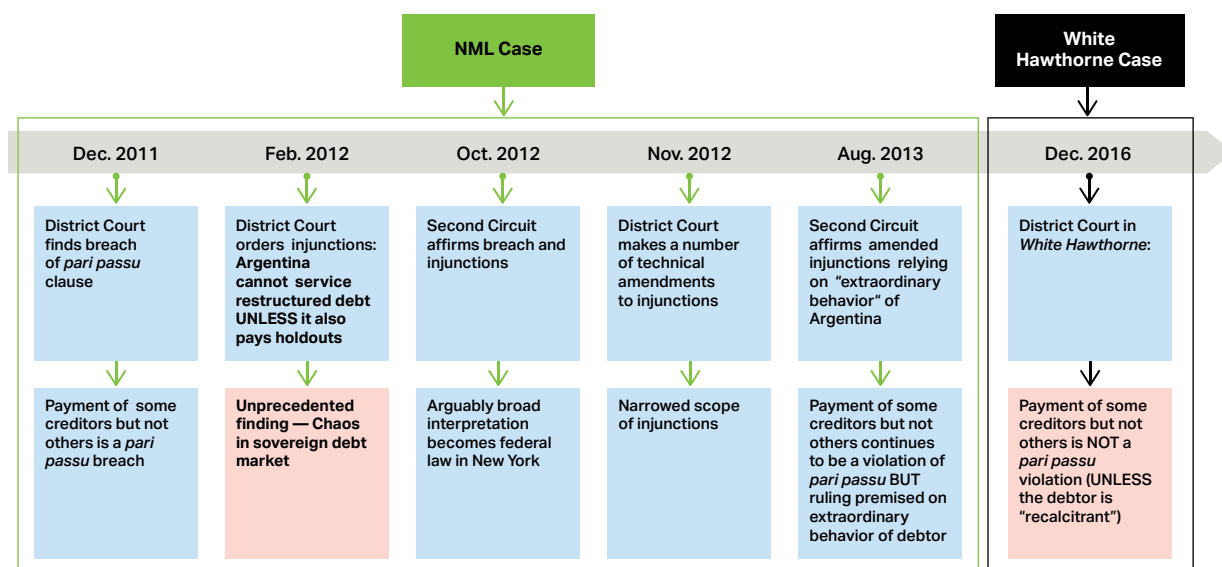 NML Case
White
Hawthorne Case
Dec. 2011
Feb. 2012
Oct. 2012
Nov. 2012
Aug. 2013
Dec. 2016
District Court
finds breach
of pari passu
clause
District Court
orders injunctions:
Argentina
cannot service
restructured debt
UNLESS it also
pays holdouts
Second Circuit
affirms breach and
injunctions
District Court
makes a number
of technical
amendments
to injunctions
Second Circuit
affirms amended
injunctions relying
on “extraordinary
behavior“ of
Argentina
District Court in
White Hawthorne:
Payment of some
creditors but not
others is a pari
passu breach
Unprecedented
finding — Chaos
in sovereign debt
market
Arguably broad
interpretation
becomes federal
law in New York
Narrowed scope
of injunctions
Payment of some
creditors but not
others continues
to be a violation of
pari passu BUT
ruling premised on
extraordinary
behavior of debtor
Payment of some
creditors but not
others is NOT a
pari passu
violation (UNLESS
the debtor is
“recalcitrant”)